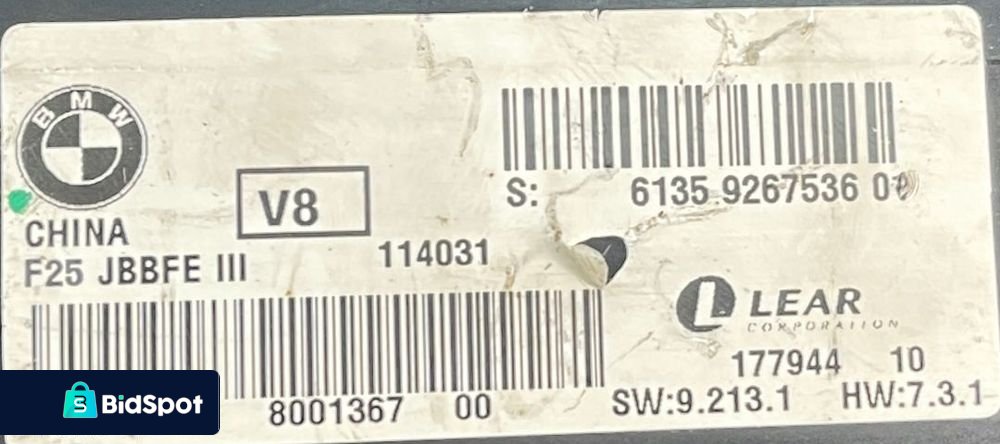 BMW
S: 6135 9267536 0
V8
CHINA
F25 JBBFE III
114031
LEAR
CORPORATION
177944 10
8001367 00
SW:9.213.1 HW:7.3.1
BidSpot